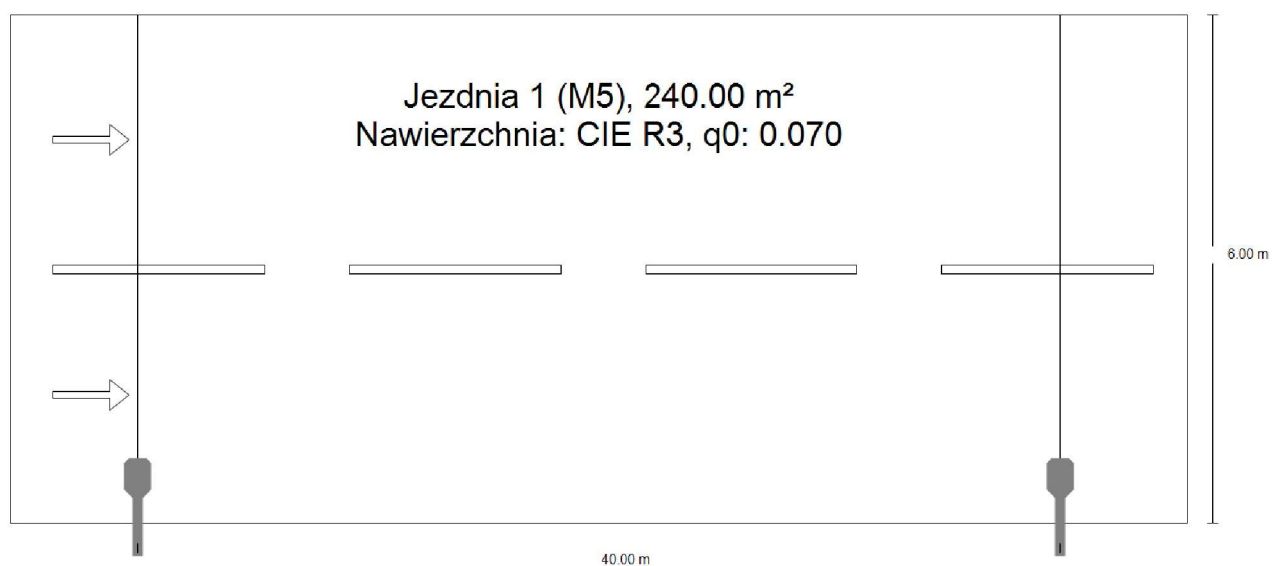 Jezdnia 1 (M5), 240.00 m²
Nawierzchnia: CIE R3, q0: 0.070
6.00 m
40.00 m